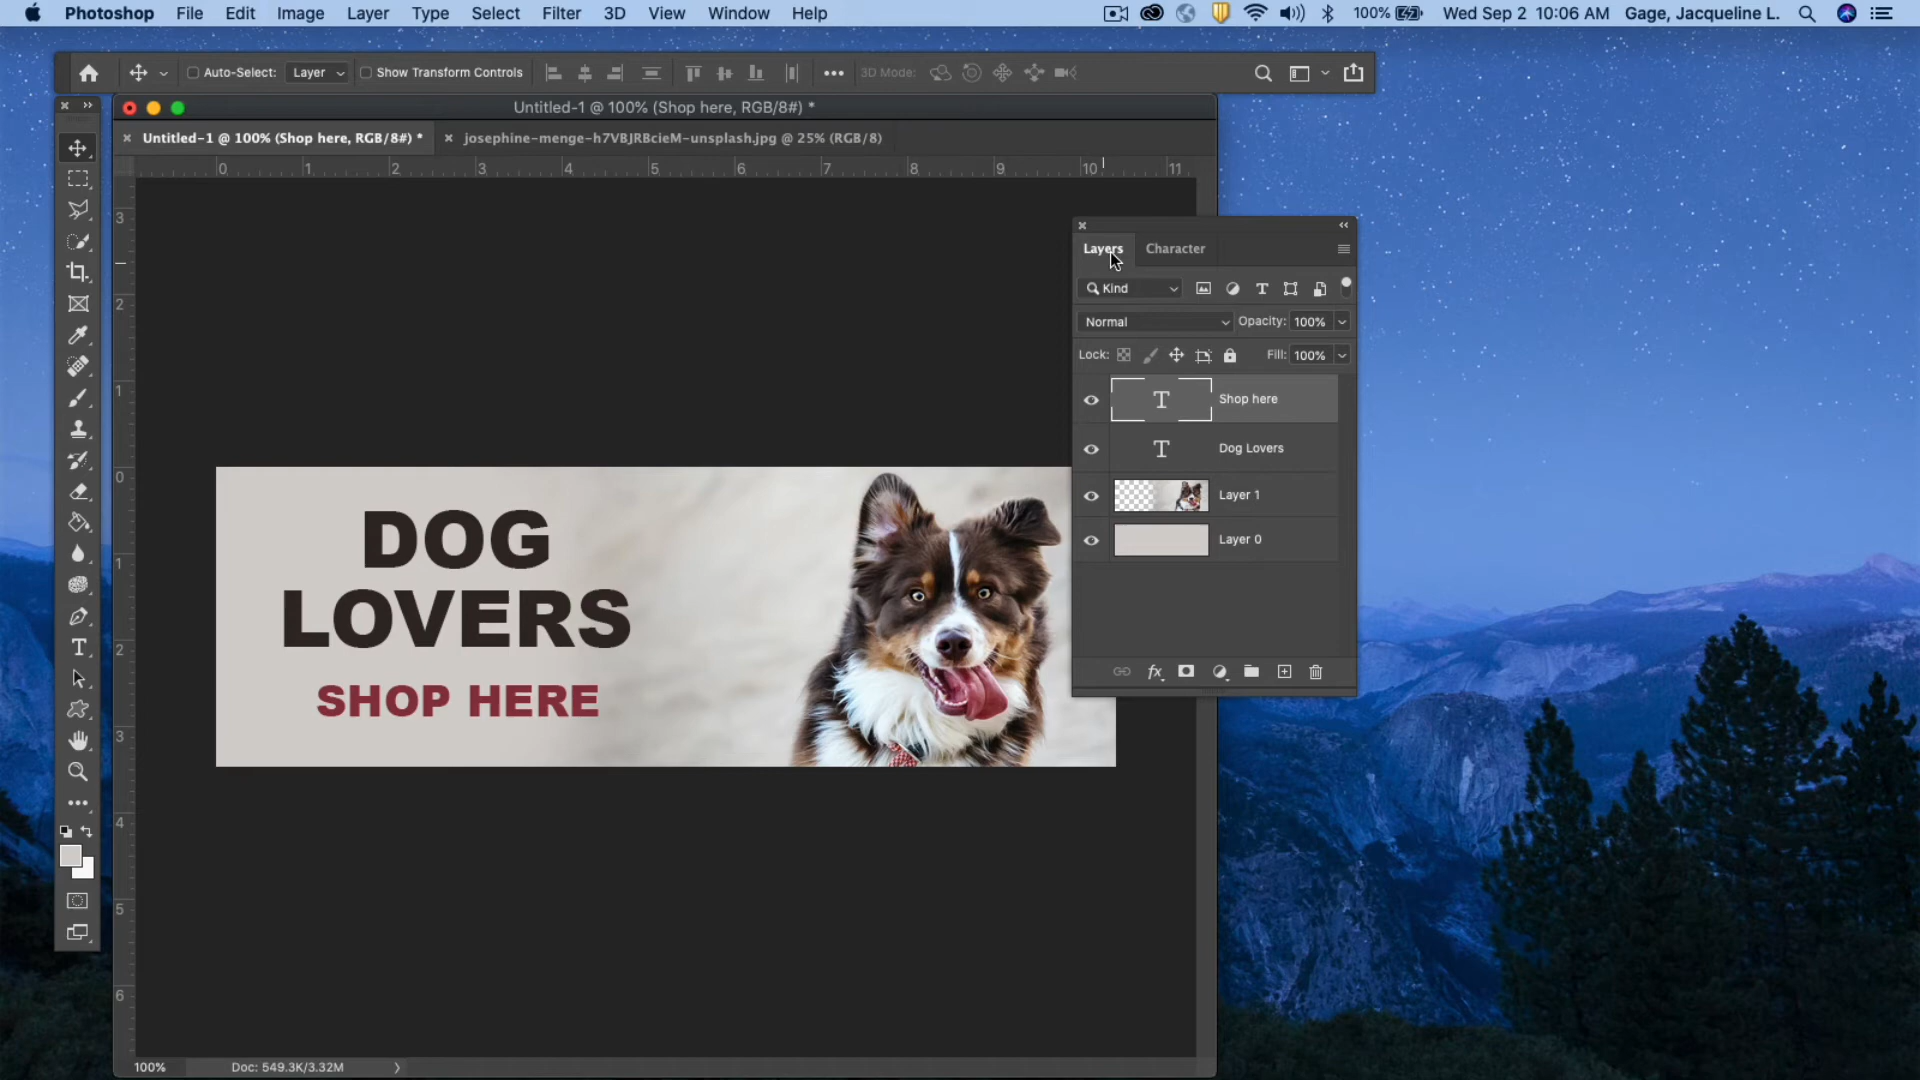 Photoshop File Edit Image Layer Type Select Filter 3D View Window Help 100% Wed Sep 2 10:06 AM Gage, Jacqueline L.
Auto-Select: Layer Show Transform Controls 3D Mode:
Untitled-1 @ 100% (Shop here, RGB/8#) *
Untitled-1 @ 100% (Shop here, RGB/8#) * josephine-menge-h7VBJRBcieM-unsplash.jpg @ 25% (RGB/8)
0 1 2 3 4 5 6 7 8 9 10 11
3
2
1
0
1
2
3
4
5
6
Layers Character
Kind
Normal Opacity: 100%
Lock: Fill: 100%
T Shop here
T Dog Lovers
Layer 1
Layer 0
fx
DOG
LOVERS
SHOP HERE
100% Doc: 549.3K/3.32M